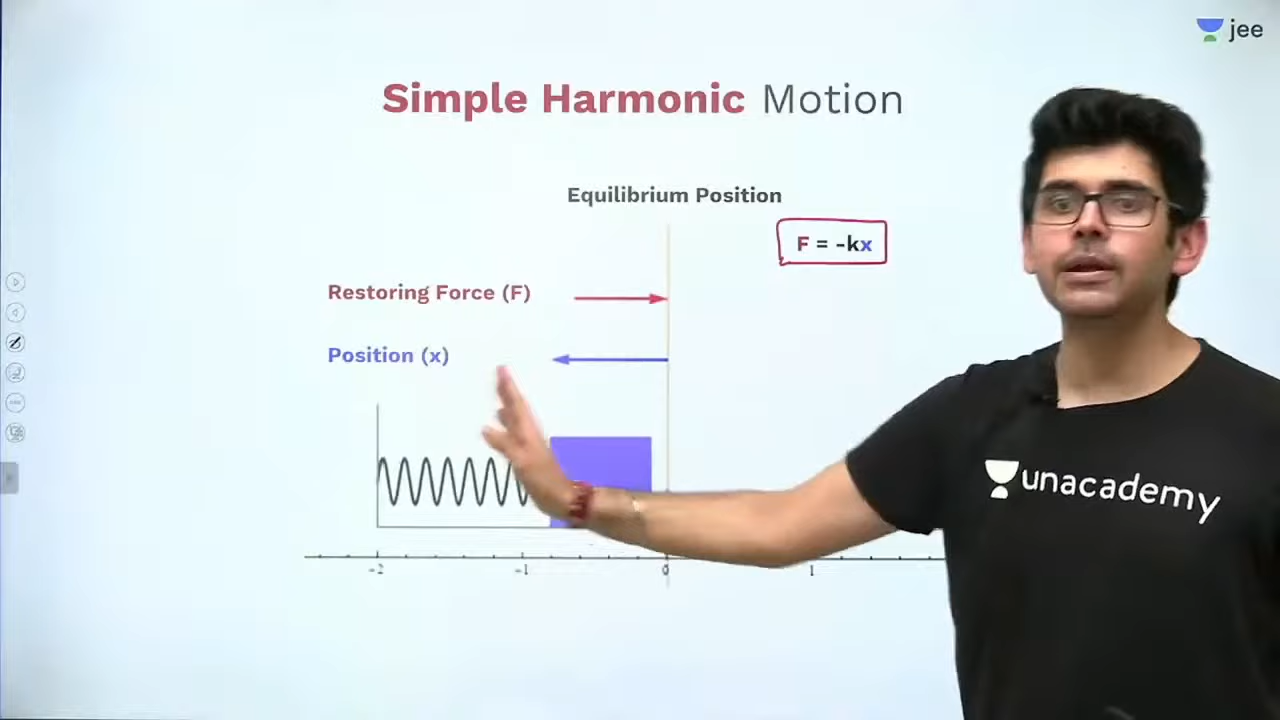 jee
Simple Harmonic Motion
Equilibrium Position
F = -kx
Restoring Force (F)
Position (x)
unacademy
-2 -1 0 1